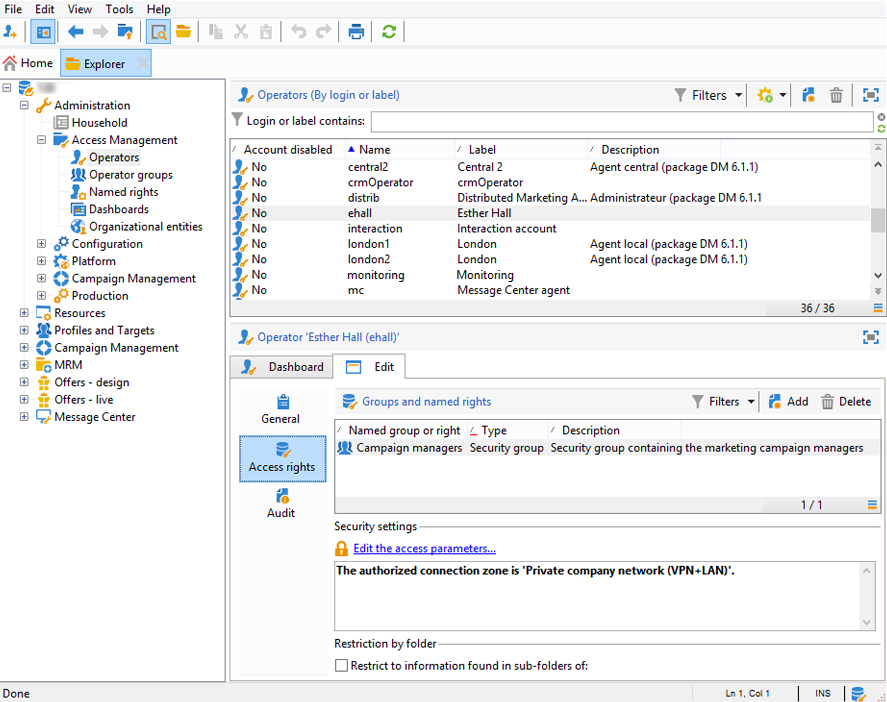 File Edit View Tools Help
Home Explorer
Administration
Household
Access Management
Operators
Operator groups
Named rights
Dashboards
Organizational entities
Configuration
Platform
Campaign Management
Production
Resources
Profiles and Targets
Campaign Management
MRM
Offers - design
Offers - live
Message Center
Operators (By login or label) Filters
Login or label contains:
Account disabled Name Label Description
No central2 Central 2 Agent central (package DM 6.1.1)
No crmOperator crmOperator
No distrib Distributed Marketing A... Administrateur (package DM 6.1.1
No ehall Esther Hall
No interaction Interaction account
No london1 London Agent local (package DM 6.1.1)
No london2 London Agent local (package DM 6.1.1)
No monitoring Monitoring
No mc Message Center agent
36 / 36
Operator 'Esther Hall (ehall)'
Dashboard Edit
General
Access rights
Audit
Groups and named rights Filters Add Delete
Named group or right Type Description
Campaign managers Security group Security group containing the marketing campaign managers
1 / 1
Security settings
Edit the access parameters...
The authorized connection zone is 'Private company network (VPN+LAN)'.
Restriction by folder
Restrict to information found in sub-folders of:
Done Ln 1, Col 1 INS